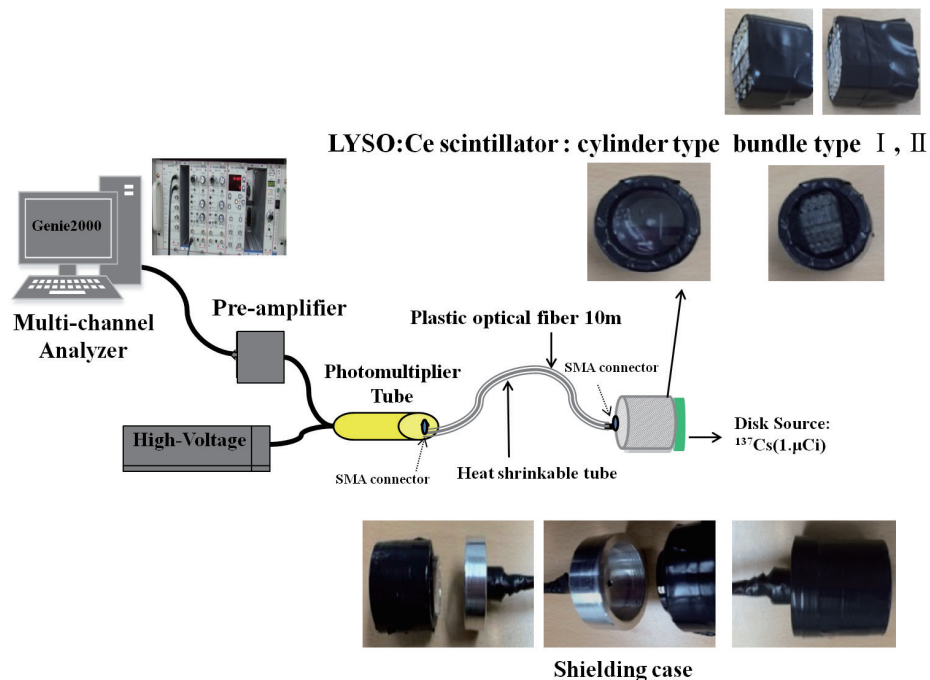 LYSO:Ce scintillator : cylinder type bundle type Ⅰ , Ⅱ
Genie2000
Multi-channel
Analyzer
Pre-amplifier
High-Voltage
Photomultiplier
Tube
SMA connector
Plastic optical fiber 10m
Heat shrinkable tube
SMA connector
Disk Source:
¹³⁷Cs(1.μCi)
Shielding case